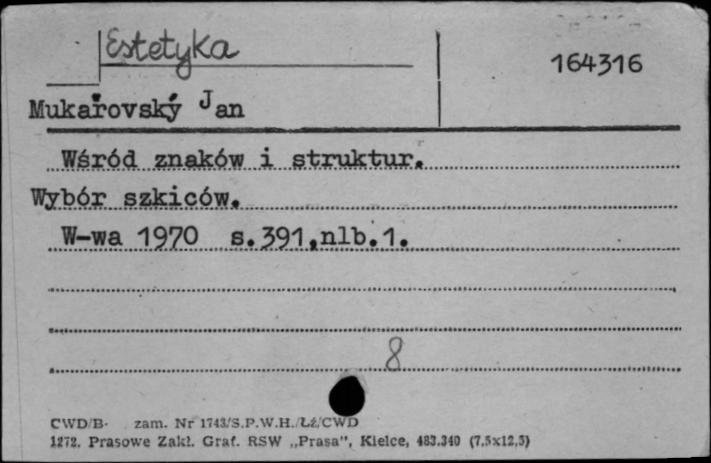 Estetyka
164316
Mukařovský Jan
Wśród znaków i struktur.
Wybór szkiców.
W-wa 1970 s.391,nlb.1.
8
CWD/B- zam. Nr 1743/S.P.W.H./Łź/CWD
1272. Prasowe Zakł. Graf. RSW „Prasa", Kielce, 483.340 (7,5x12,5)